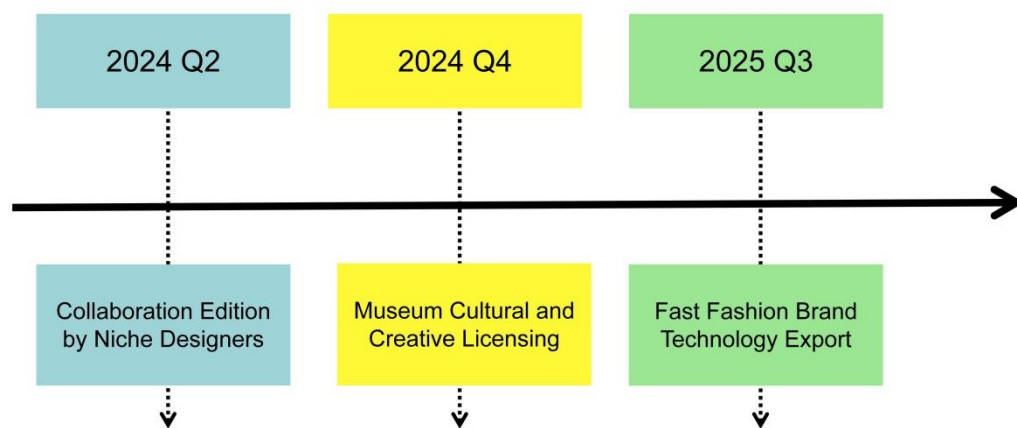 2024 Q2
2024 Q4
2025 Q3
Collaboration Edition
by Niche Designers
Museum Cultural and
Creative Licensing
Fast Fashion Brand
Technology Export